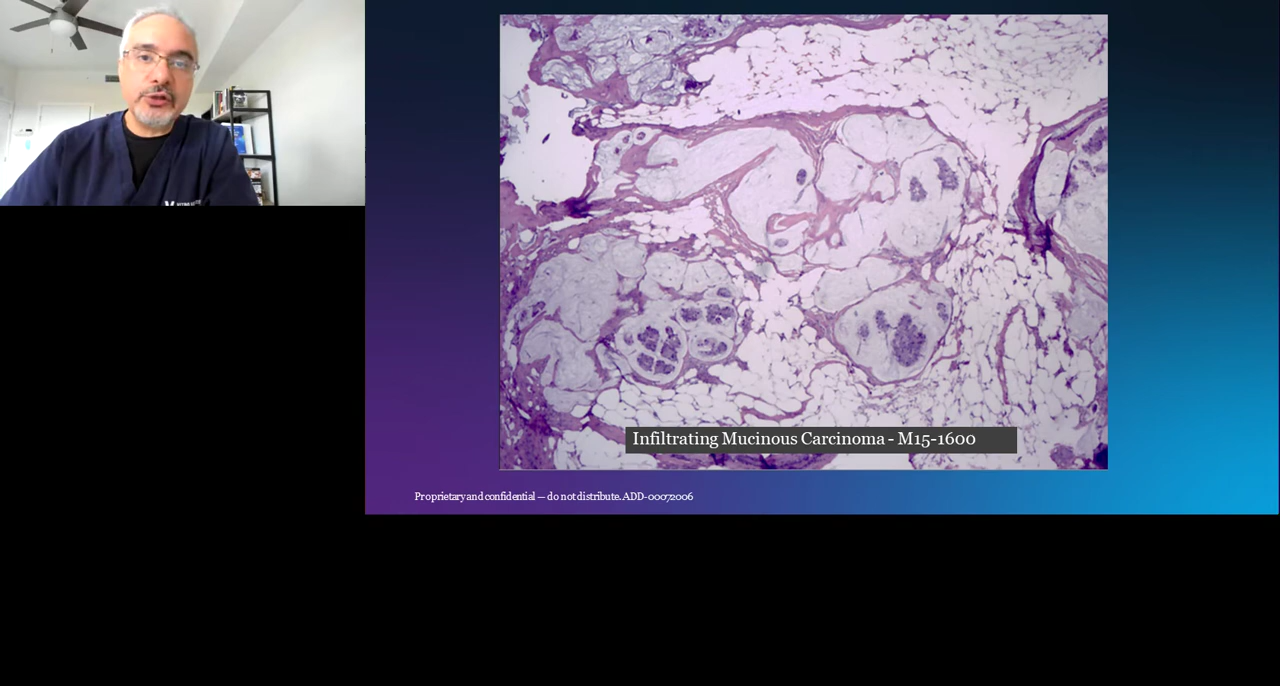 Infiltrating Mucinous Carcinoma - M15-1600
Proprietary and confidential — do not distribute. ADD-00072006